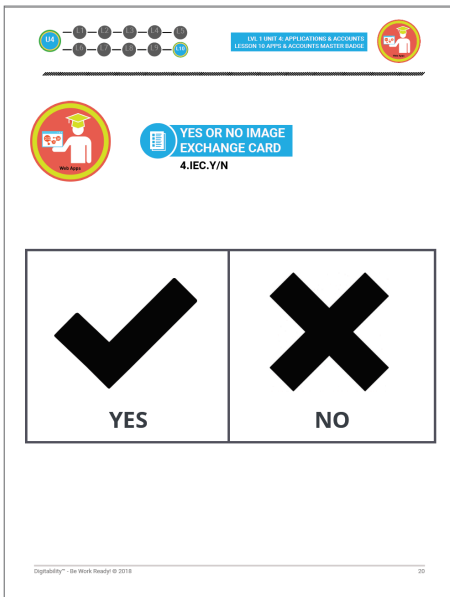 U4 L1 L2 L3 L4 L5
L6 L7 L8 L9 L10
LVL 1 UNIT 4: APPLICATIONS & ACCOUNTS
LESSON 10 APPS & ACCOUNTS MASTER BADGE
Web Apps
Web Apps
YES OR NO IMAGE
EXCHANGE CARD
4.IEC.Y/N
YES
NO
Digitability™ - Be Work Ready! © 2018
20